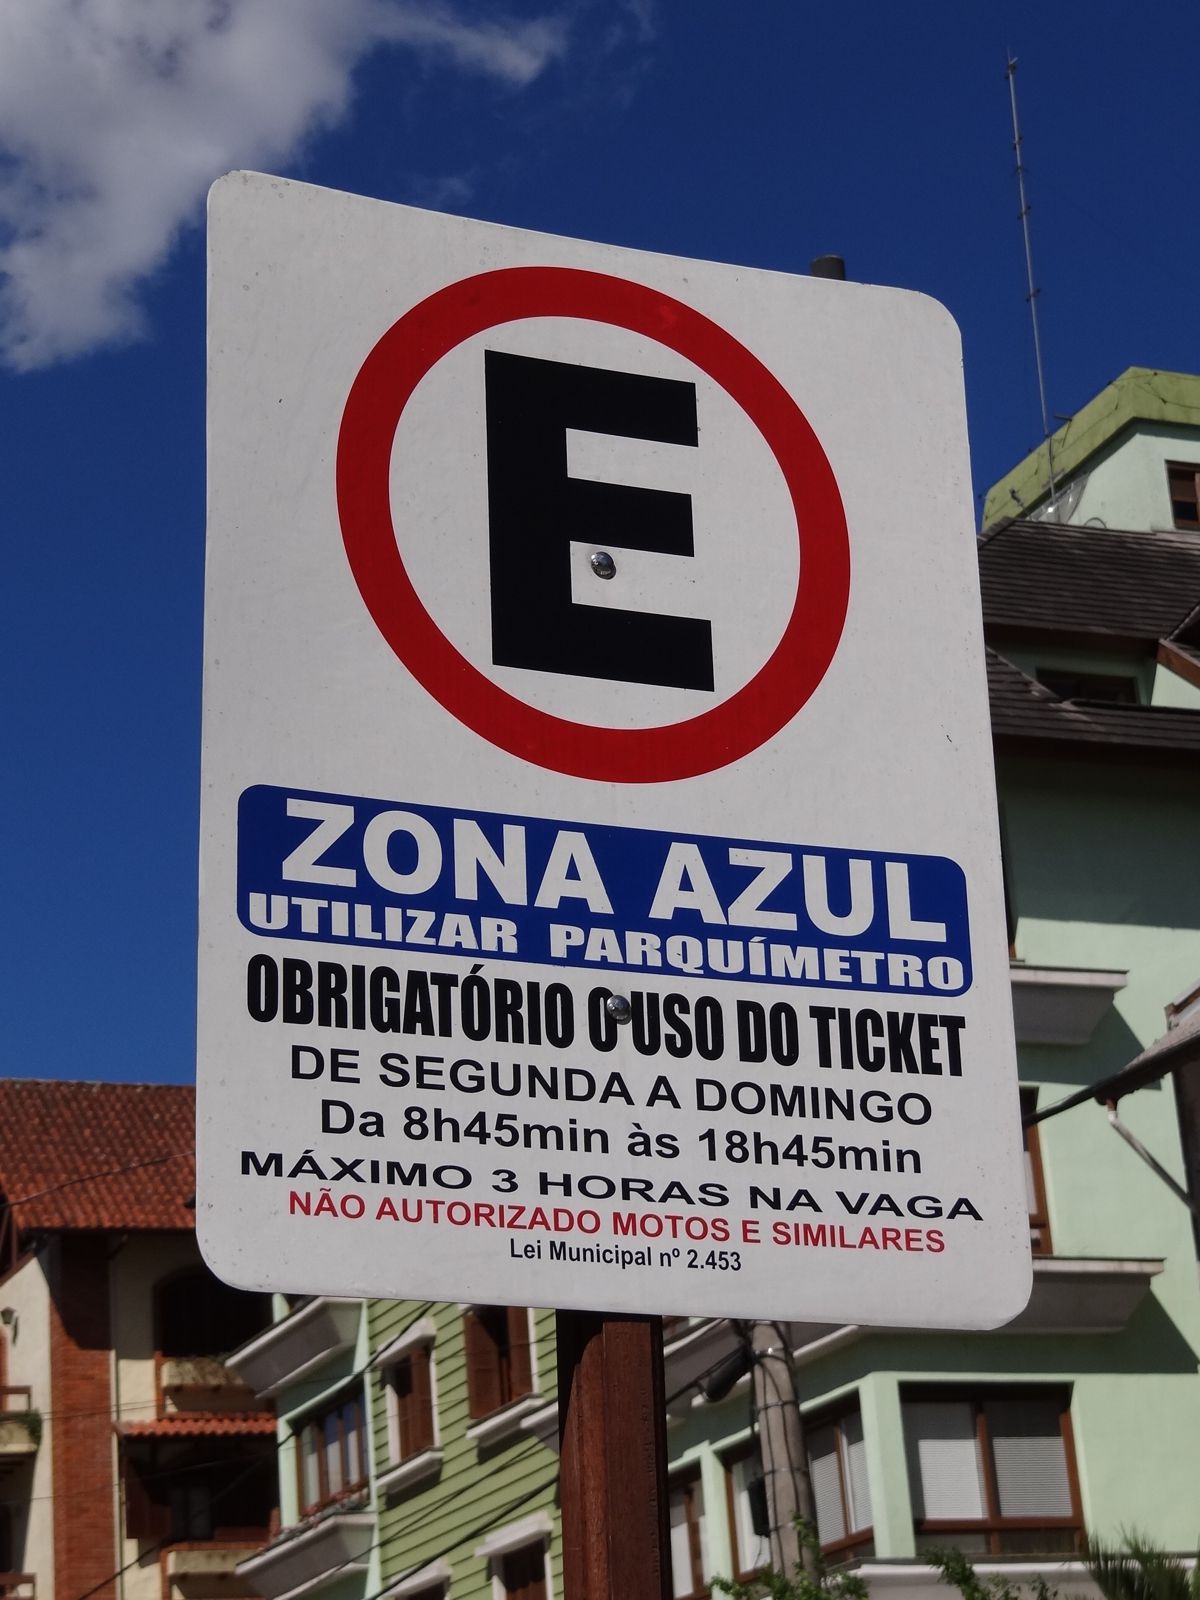 E
ZONA AZUL
UTILIZAR PARQUÍMETRO
OBRIGATÓRIO O USO DO TICKET
DE SEGUNDA A DOMINGO
Da 8h45min às 18h45min
MÁXIMO 3 HORAS NA VAGA
NÃO AUTORIZADO MOTOS E SIMILARES
Lei Municipal nº 2.453